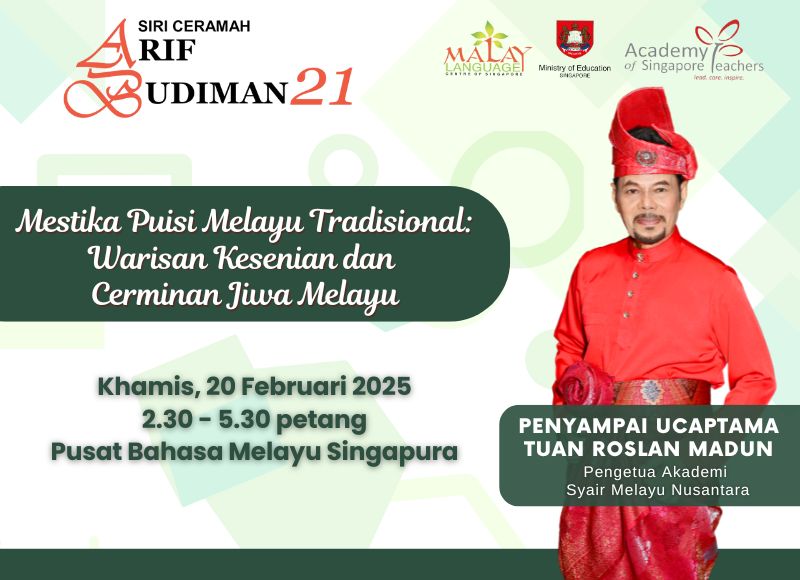 SIRI CERAMAH
ARIF
BUDIMAN 21
MALAY
LANGUAGE
CENTRE OF SINGAPORE
Ministry of Education
SINGAPORE
Academy
of Singapore Teachers
lead. care. inspire.
Mestika Puisi Melayu Tradisional:
Warisan Kesenian dan
Cerminan Jiwa Melayu
Khamis, 20 Februari 2025
2.30 - 5.30 petang
Pusat Bahasa Melayu Singapura
PENYAMPAI UCAPTAMA
TUAN ROSLAN MADUN
Pengetua Akademi
Syair Melayu Nusantara